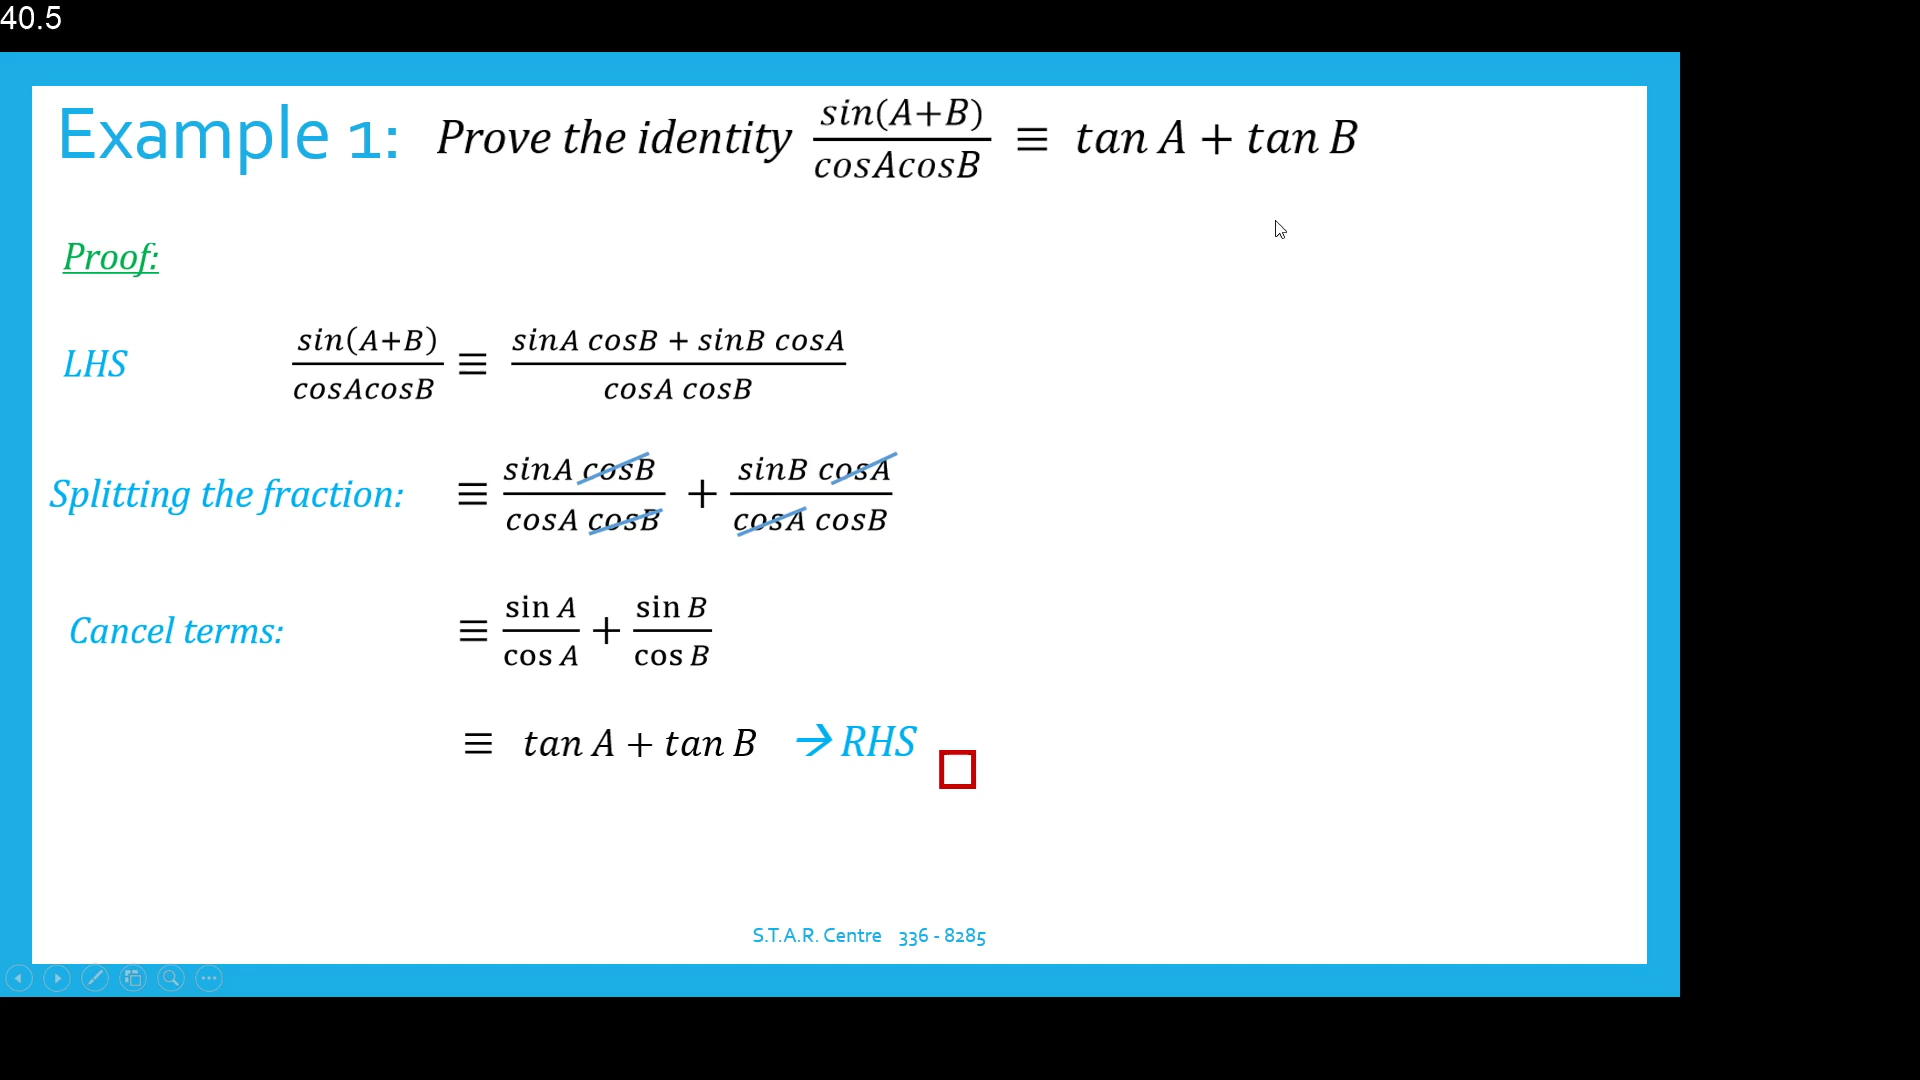 40.5
Example 1: Prove the identity sin(A+B)/cosAcosB ≡ tan A + tan B
Proof:
LHS sin(A+B)/cosAcosB ≡ (sinA cosB + sinB cosA)/(cosA cosB)
Splitting the fraction: ≡ (sinA cosB)/(cosA cosB) + (sinB cosA)/(cosA cosB)
Cancel terms: ≡ sin A/cos A + sin B/cos B
≡ tan A + tan B → RHS □
S.T.A.R. Centre 336 - 8285